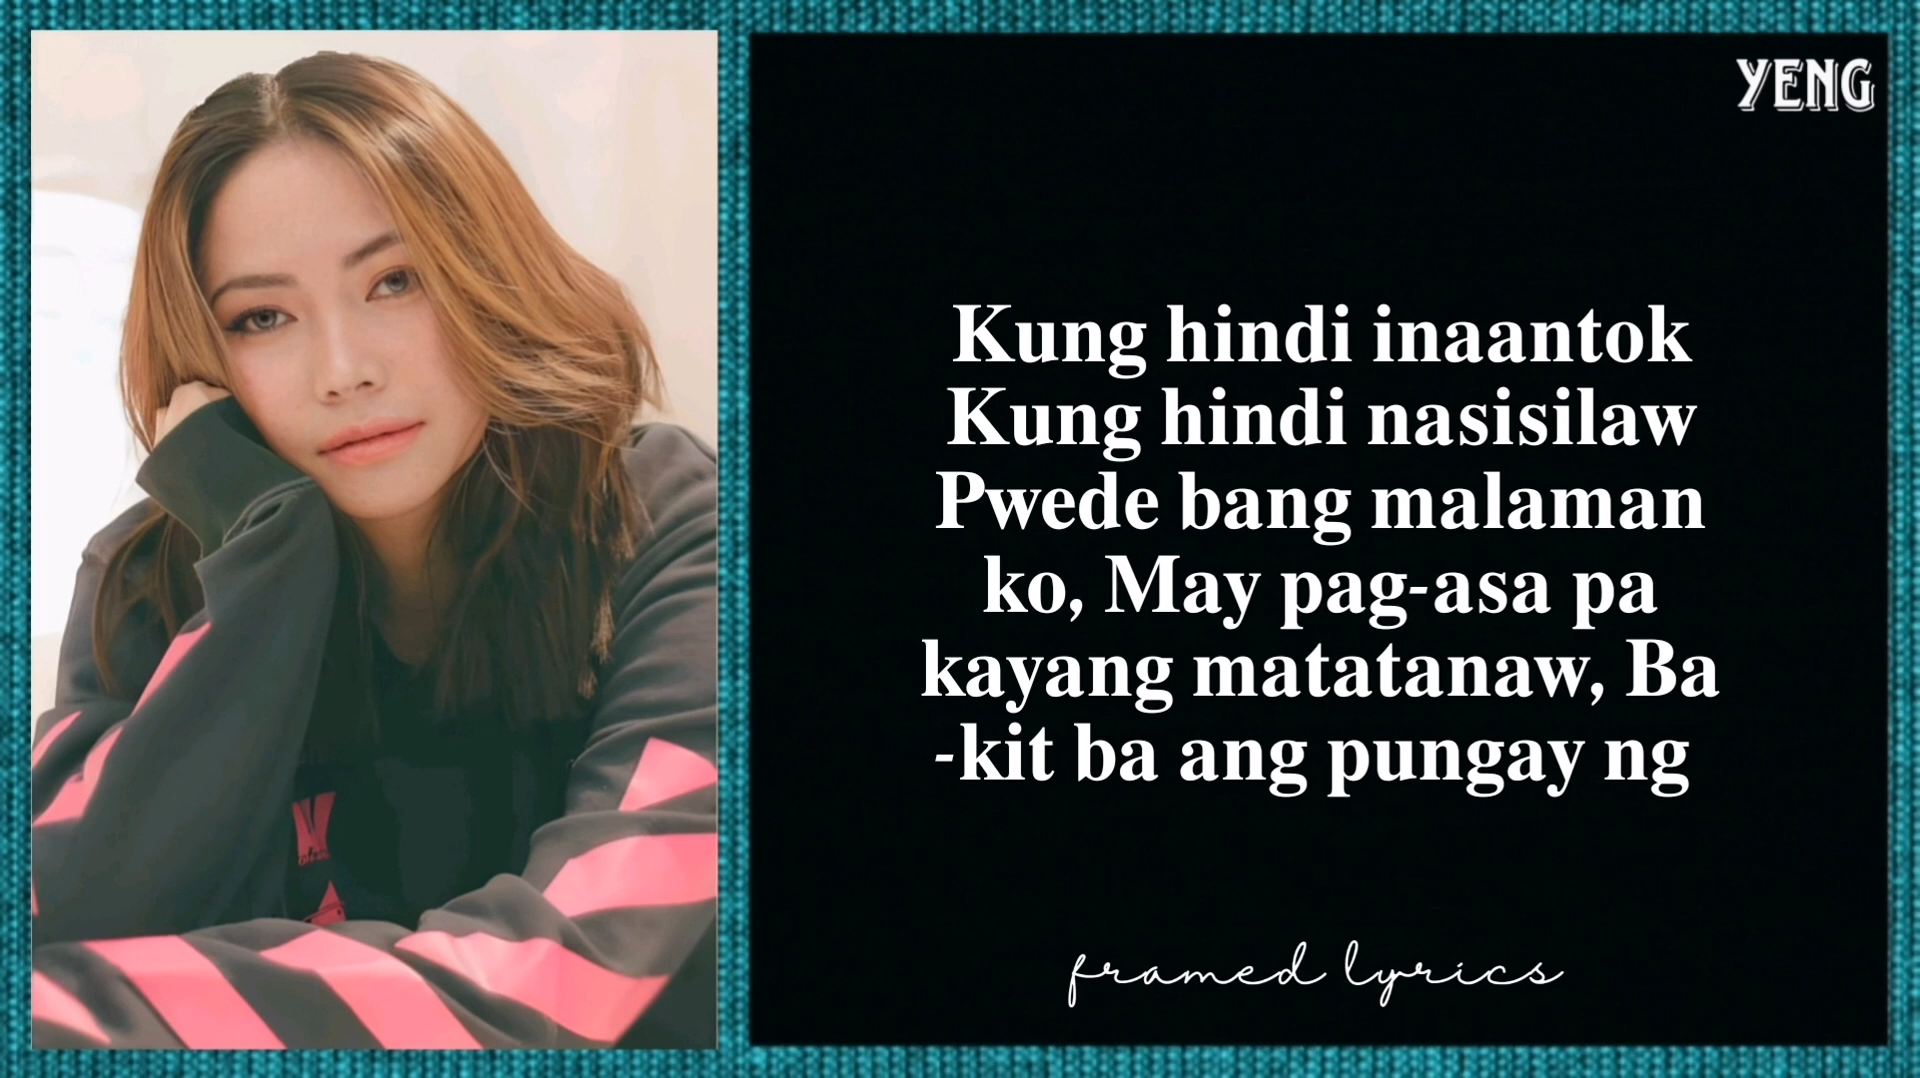 YENG
Kung hindi inaantok
Kung hindi nasisilaw
Pwede bang malaman
ko, May pag-asa pa
kayang matatanaw, Ba
-kit ba ang pungay ng
framed lyrics